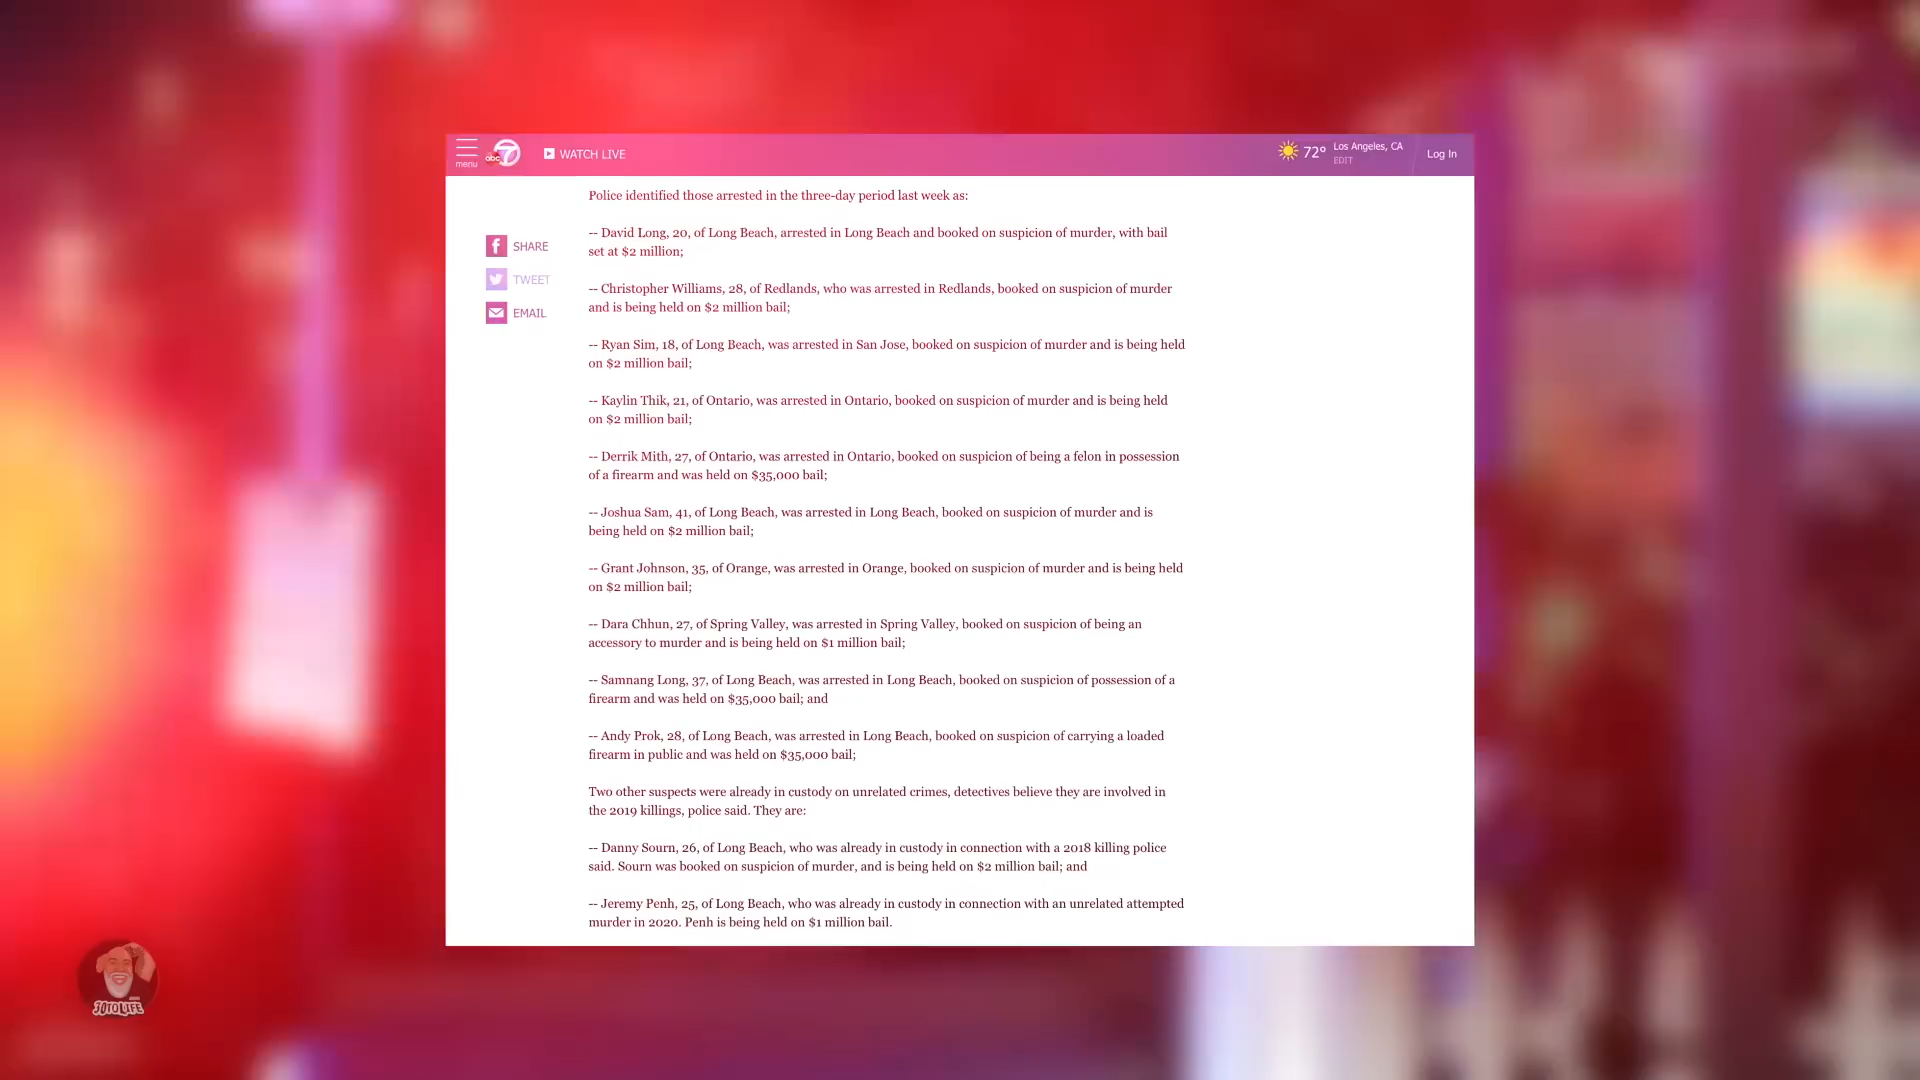 menu
abc 7
WATCH LIVE
72°
Los Angeles, CA
EDIT
Log In
SHARE
TWEET
EMAIL
Police identified those arrested in the three-day period last week as:
-- David Long, 20, of Long Beach, arrested in Long Beach and booked on suspicion of murder, with bail
set at $2 million;
-- Christopher Williams, 28, of Redlands, who was arrested in Redlands, booked on suspicion of murder
and is being held on $2 million bail;
-- Ryan Sim, 18, of Long Beach, was arrested in San Jose, booked on suspicion of murder and is being held
on $2 million bail;
-- Kaylin Thik, 21, of Ontario, was arrested in Ontario, booked on suspicion of murder and is being held
on $2 million bail;
-- Derrik Mith, 27, of Ontario, was arrested in Ontario, booked on suspicion of being a felon in possession
of a firearm and was held on $35,000 bail;
-- Joshua Sam, 41, of Long Beach, was arrested in Long Beach, booked on suspicion of murder and is
being held on $2 million bail;
-- Grant Johnson, 35, of Orange, was arrested in Orange, booked on suspicion of murder and is being held
on $2 million bail;
-- Dara Chhun, 27, of Spring Valley, was arrested in Spring Valley, booked on suspicion of being an
accessory to murder and is being held on $1 million bail;
-- Samnang Long, 37, of Long Beach, was arrested in Long Beach, booked on suspicion of possession of a
firearm and was held on $35,000 bail; and
-- Andy Prok, 28, of Long Beach, was arrested in Long Beach, booked on suspicion of carrying a loaded
firearm in public and was held on $35,000 bail;
Two other suspects were already in custody on unrelated crimes, detectives believe they are involved in
the 2019 killings, police said. They are:
-- Danny Sourn, 26, of Long Beach, who was already in custody in connection with a 2018 killing police
said. Sourn was booked on suspicion of murder, and is being held on $2 million bail; and
-- Jeremy Penh, 25, of Long Beach, who was already in custody in connection with an unrelated attempted
murder in 2020. Penh is being held on $1 million bail.
JOTOLIFE